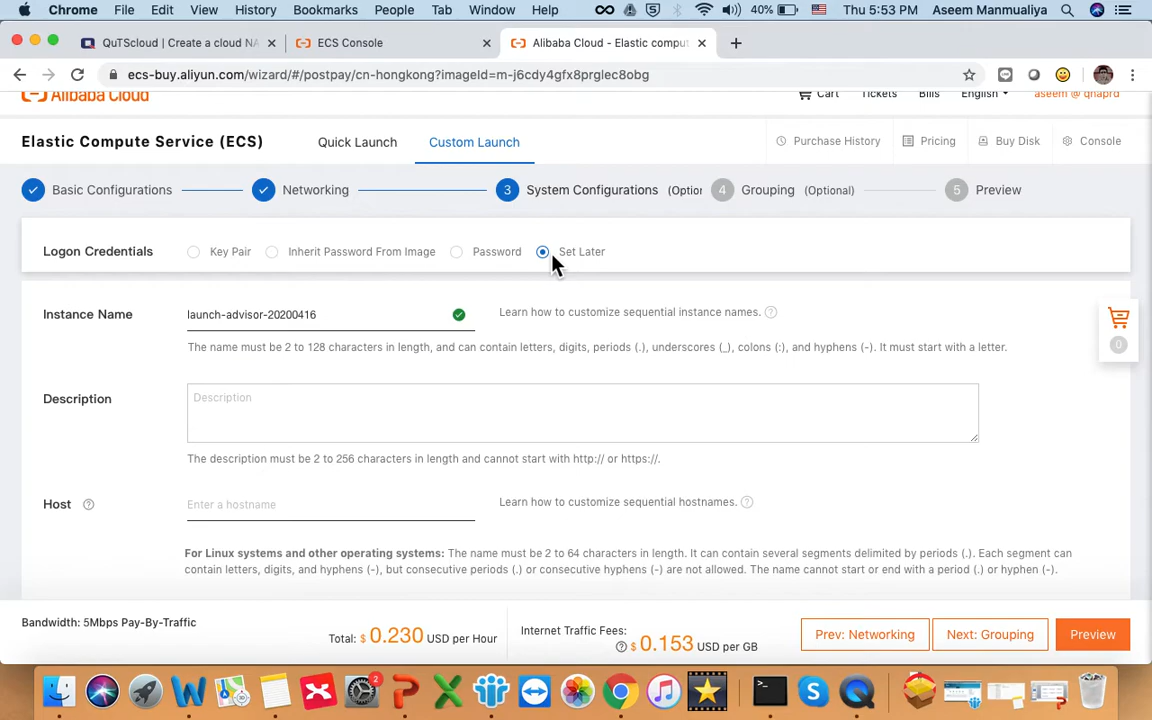 Chrome File Edit View History Bookmarks People Tab Window Help 40% Thu 5:53 PM Aseem Manmualiya
QuTScloud | Create a cloud NA
ECS Console
Alibaba Cloud - Elastic comput
ecs-buy.aliyun.com/wizard/#/postpay/cn-hongkong?imageId=m-j6cdy4gfx8prglec8obg
Alibaba Cloud Cart Tickets Bills English aseem @ qnaprd
Elastic Compute Service (ECS) Quick Launch Custom Launch Purchase History Pricing Buy Disk Console
Basic Configurations Networking 3 System Configurations (Option 4 Grouping (Optional) 5 Preview
Logon Credentials Key Pair Inherit Password From Image Password Set Later
Instance Name launch-advisor-20200416 Learn how to customize sequential instance names. ?
The name must be 2 to 128 characters in length, and can contain letters, digits, periods (.), underscores (_), colons (:), and hyphens (-). It must start with a letter.
0
Description Description
The description must be 2 to 256 characters in length and cannot start with http:// or https://.
Host ? Enter a hostname Learn how to customize sequential hostnames. ?
For Linux systems and other operating systems: The name must be 2 to 64 characters in length. It can contain several segments delimited by periods (.). Each segment can
contain letters, digits, and hyphens (-), but consecutive periods (.) or consecutive hyphens (-) are not allowed. The name cannot start or end with a period (.) or hyphen (-).
Bandwidth: 5Mbps Pay-By-Traffic
Total: $ 0.230 USD per Hour
Internet Traffic Fees:
? $ 0.153 USD per GB
Prev: Networking Next: Grouping Preview
2